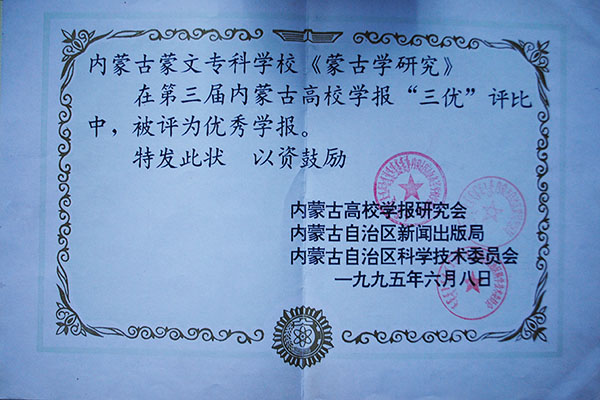 内蒙古蒙文专科学校《蒙古学研究》
在第三届内蒙古高校学报“三优”评比
中，被评为优秀学报。
特发此状　以资鼓励
内蒙古高校学报研究会
内蒙古自治区新闻出版局
内蒙古自治区科学技术委员会
一九九五年六月八日